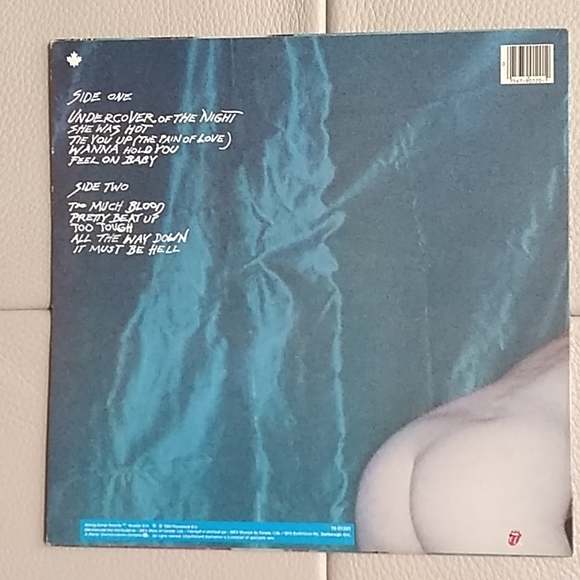 SIDE ONE
UNDERCOVER OF THE NIGHT
SHE WAS HOT
TIE YOU UP (THE PAIN OF LOVE)
WANNA HOLD YOU
FEEL ON BABY
SIDE TWO
TOO MUCH BLOOD
PRETTY BEAT UP
TOO TOUGH
ALL THE WAY DOWN
IT MUST BE HELL